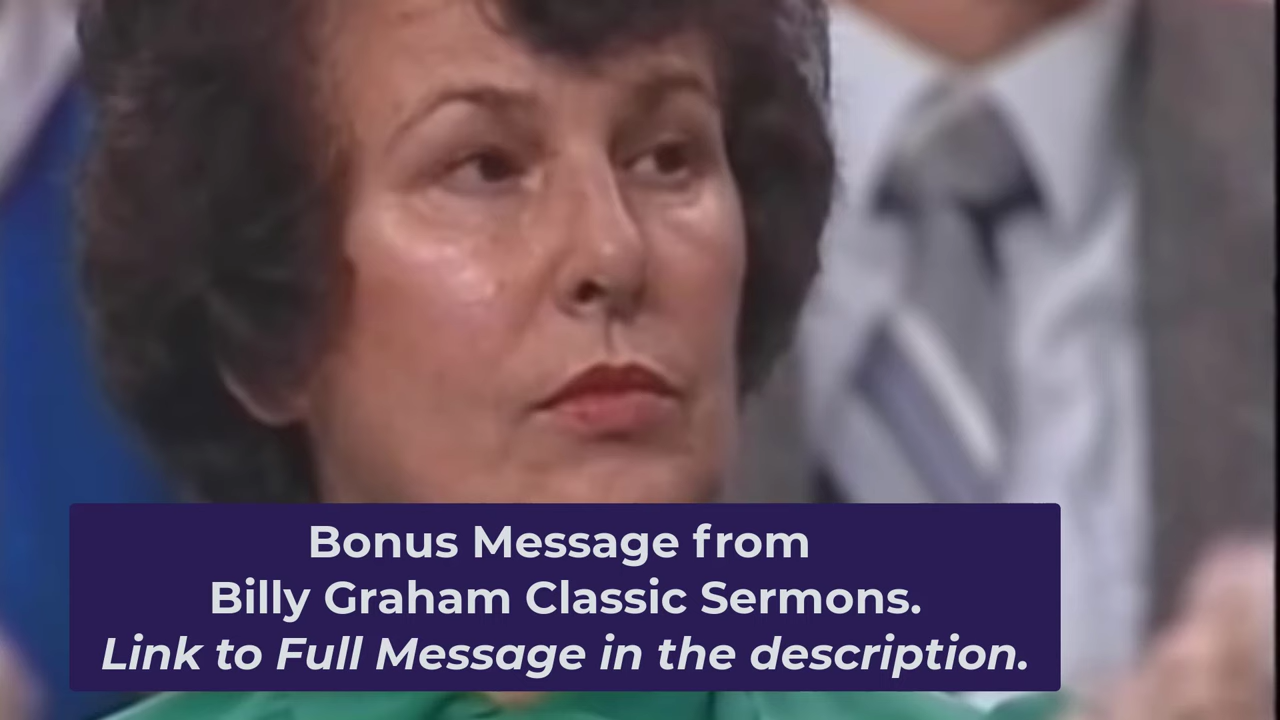 Bonus Message from
Billy Graham Classic Sermons.
Link to Full Message in the description.